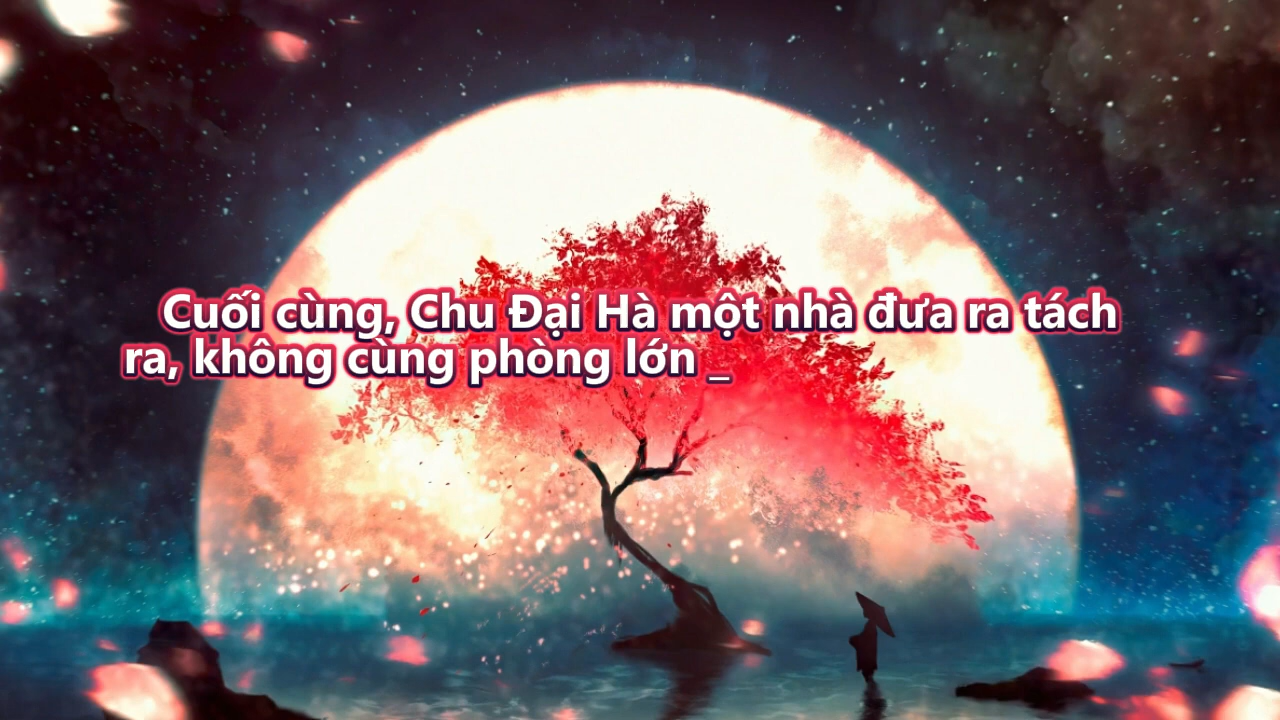 Cuối cùng, Chu Đại Hà một nhà đưa ra tách
ra, không cùng phòng lớn _